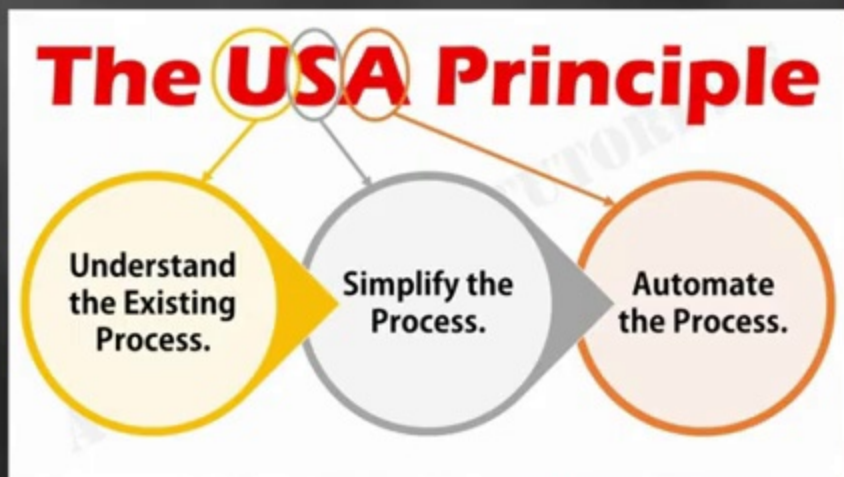 The USA Principle
Understand
the Existing
Process.
Simplify the
Process.
Automate
the Process.